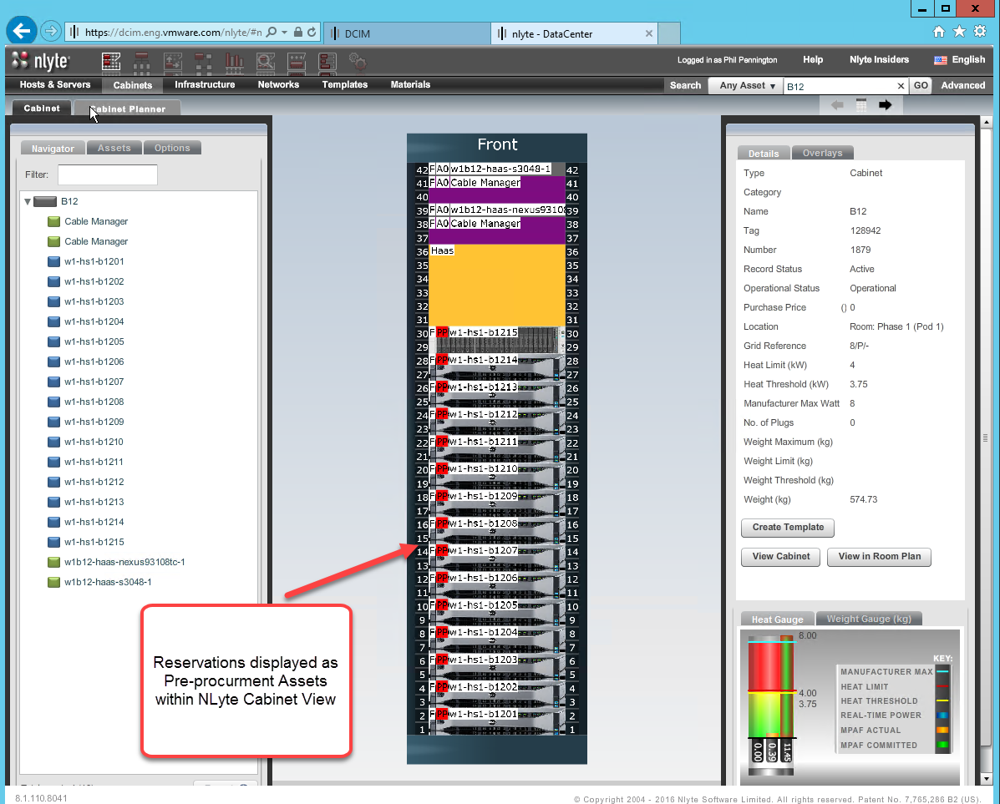 https://dcim.eng.vmware.com/nlyte/#n
DCIM
nlyte - DataCenter
nlyte
Logged in as Phil Pennington
Help
Nlyte Insiders
English
Hosts & Servers
Cabinets
Infrastructure
Networks
Templates
Materials
Search
Any Asset
B12
GO
Advanced
Cabinet
Cabinet Planner
Navigator
Assets
Options
Filter:
B12
Cable Manager
Cable Manager
w1-hs1-b1201
w1-hs1-b1202
w1-hs1-b1203
w1-hs1-b1204
w1-hs1-b1205
w1-hs1-b1206
w1-hs1-b1207
w1-hs1-b1208
w1-hs1-b1209
w1-hs1-b1210
w1-hs1-b1211
w1-hs1-b1212
w1-hs1-b1213
w1-hs1-b1214
w1-hs1-b1215
w1b12-haas-nexus93108tc-1
w1b12-haas-s3048-1
Front
42 F A0 w1b12-haas-s3048-1 42
41 F A0 Cable Manager 41
40 40
39 F A0 w1b12-haas-nexus93108 39
38 F A0 Cable Manager 38
37 37
36 Haas 36
35 35
34 34
33 33
32 32
31 31
30 F PP w1-hs1-b1215 30
29 29
28 F PP w1-hs1-b1214 28
27 27
26 F PP w1-hs1-b1213 26
25 25
24 F PP w1-hs1-b1212 24
23 23
22 F PP w1-hs1-b1211 22
21 21
20 F PP w1-hs1-b1210 20
19 19
18 F PP w1-hs1-b1209 18
17 17
16 F PP w1-hs1-b1208 16
15 15
14 F PP w1-hs1-b1207 14
13 13
12 F PP w1-hs1-b1206 12
11 11
10 F PP w1-hs1-b1205 10
9 9
8 F PP w1-hs1-b1204 8
7 7
6 F PP w1-hs1-b1203 6
5 5
4 F PP w1-hs1-b1202 4
3 3
2 F PP w1-hs1-b1201 2
1 1
Reservations displayed as
Pre-procurment Assets
within NLyte Cabinet View
Details
Overlays
Type Cabinet
Category
Name B12
Tag 128942
Number 1879
Record Status Active
Operational Status Operational
Purchase Price () 0
Location Room: Phase 1 (Pod 1)
Grid Reference 8/P/-
Heat Limit (kW) 4
Heat Threshold (kW) 3.75
Manufacturer Max Watt 8
No. of Plugs 0
Weight Maximum (kg)
Weight Limit (kg)
Weight Threshold (kg)
Weight (kg) 574.73
Create Template
View Cabinet
View in Room Plan
Heat Gauge
Weight Gauge (kg)
8.00
4.00
3.75
0.00
0.39
11.45
KEY:
MANUFACTURER MAX
HEAT LIMIT
HEAT THRESHOLD
REAL-TIME POWER
MPAF ACTUAL
MPAF COMMITTED
8.1.110.8041
© Copyright 2004 - 2016 Nlyte Software Limited. All rights reserved. Patent No. 7,765,286 B2 (US).